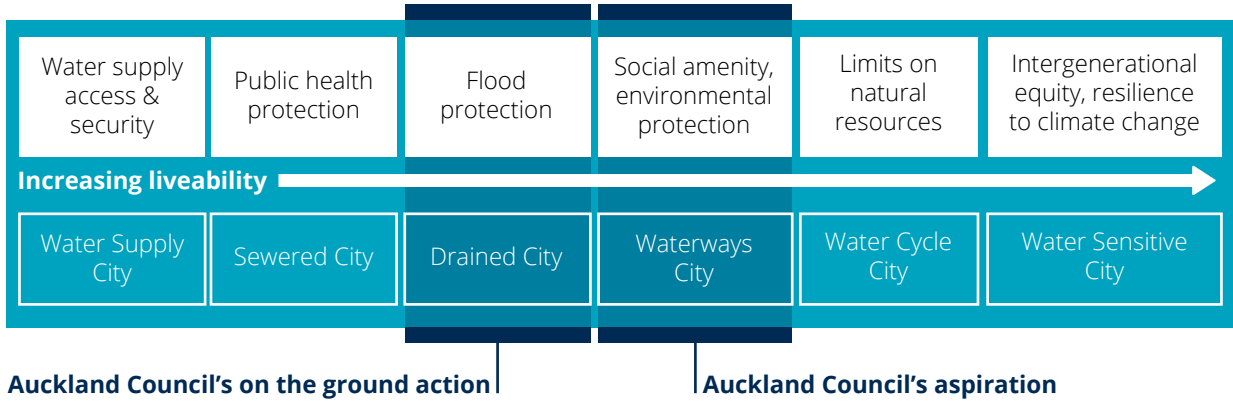 Water supply
access &
security
Public health
protection
Flood
protection
Social amenity,
environmental
protection
Limits on
natural
resources
Intergenerational
equity, resilience
to climate change
Increasing liveability
Water Supply
City
Sewered City
Drained City
Waterways
City
Water Cycle
City
Water Sensitive
City
Auckland Council’s on the ground action
Auckland Council’s aspiration